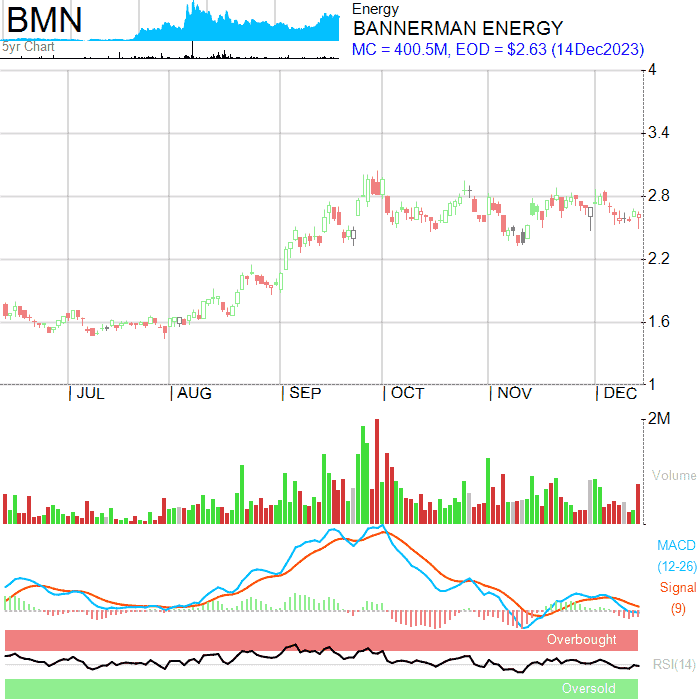 BMN
5yr Chart
Energy
BANNERMAN ENERGY
MC = 400.5M, EOD = $2.63 (14Dec2023)
4
3.4
2.8
2.2
1.6
1
JUL AUG SEP OCT NOV DEC
2M
Volume
MACD
(12-26)
Signal
(9)
Overbought
RSI(14)
Oversold